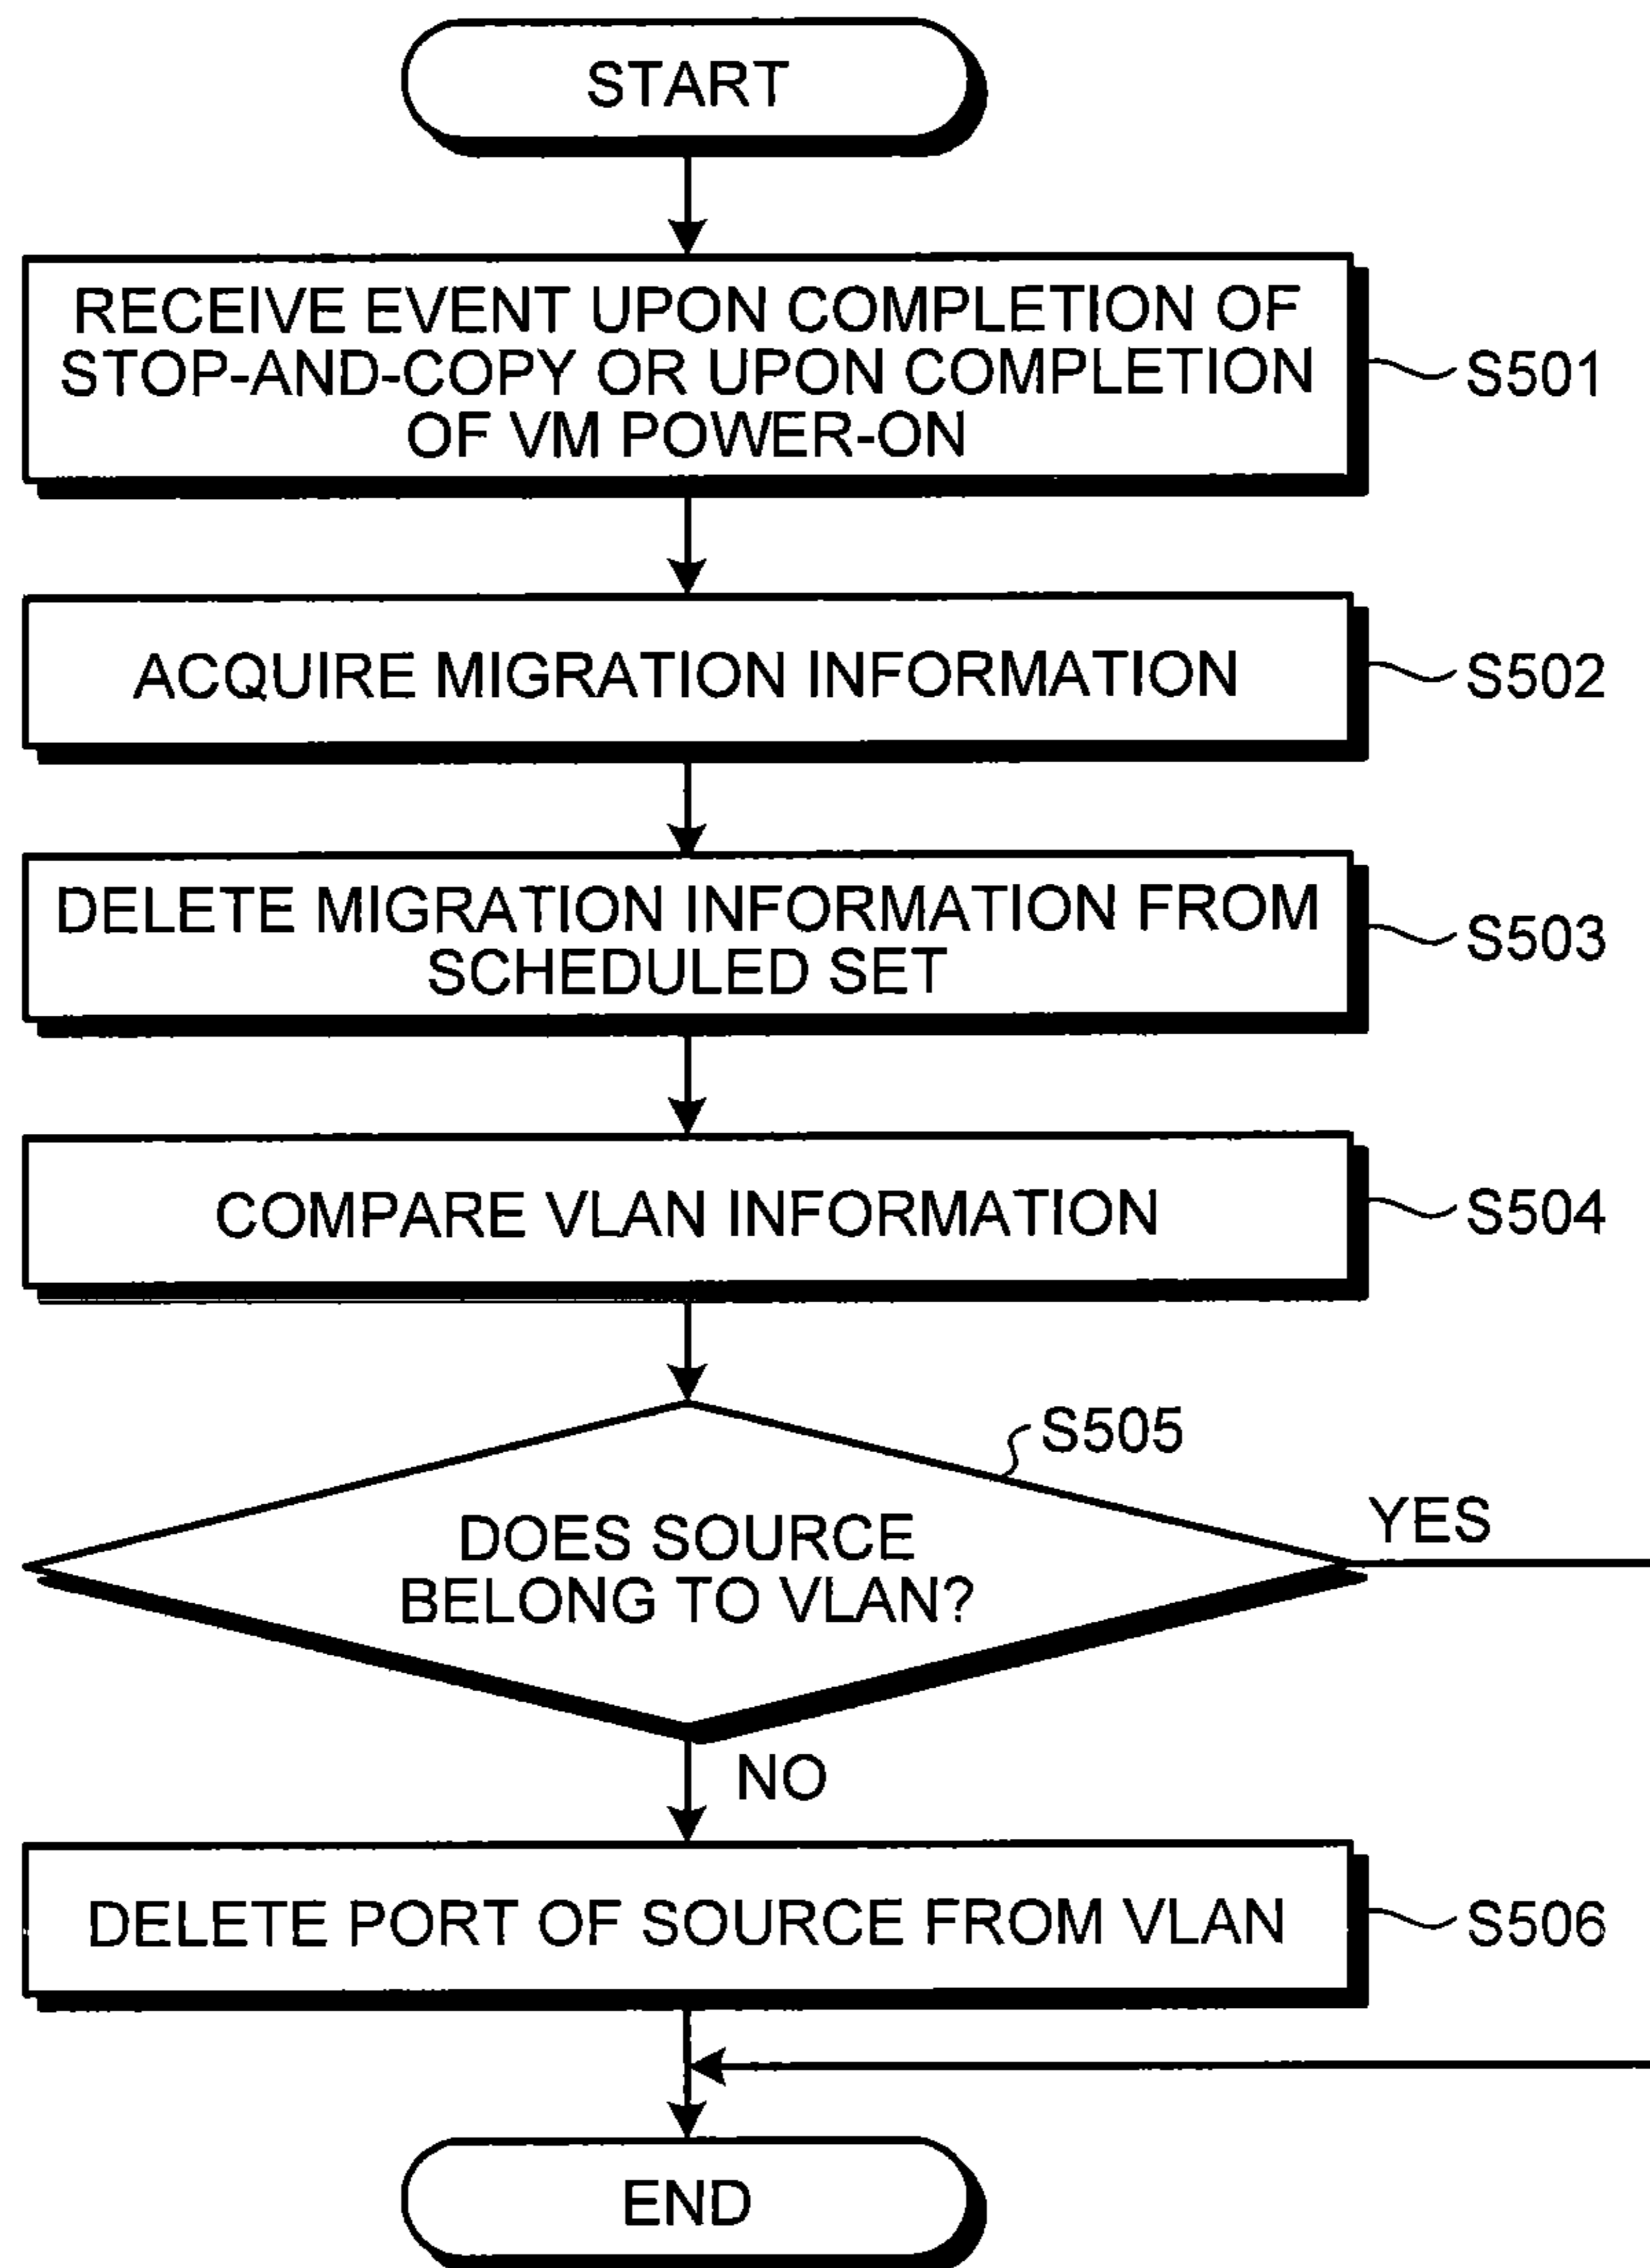 START
RECEIVE EVENT UPON COMPLETION OF
STOP-AND-COPY OR UPON COMPLETION
OF VM POWER-ON
S501
ACQUIRE MIGRATION INFORMATION
S502
DELETE MIGRATION INFORMATION FROM
SCHEDULED SET
S503
COMPARE VLAN INFORMATION
S504
S505
DOES SOURCE
BELONG TO VLAN?
YES
NO
DELETE PORT OF SOURCE FROM VLAN
S506
END